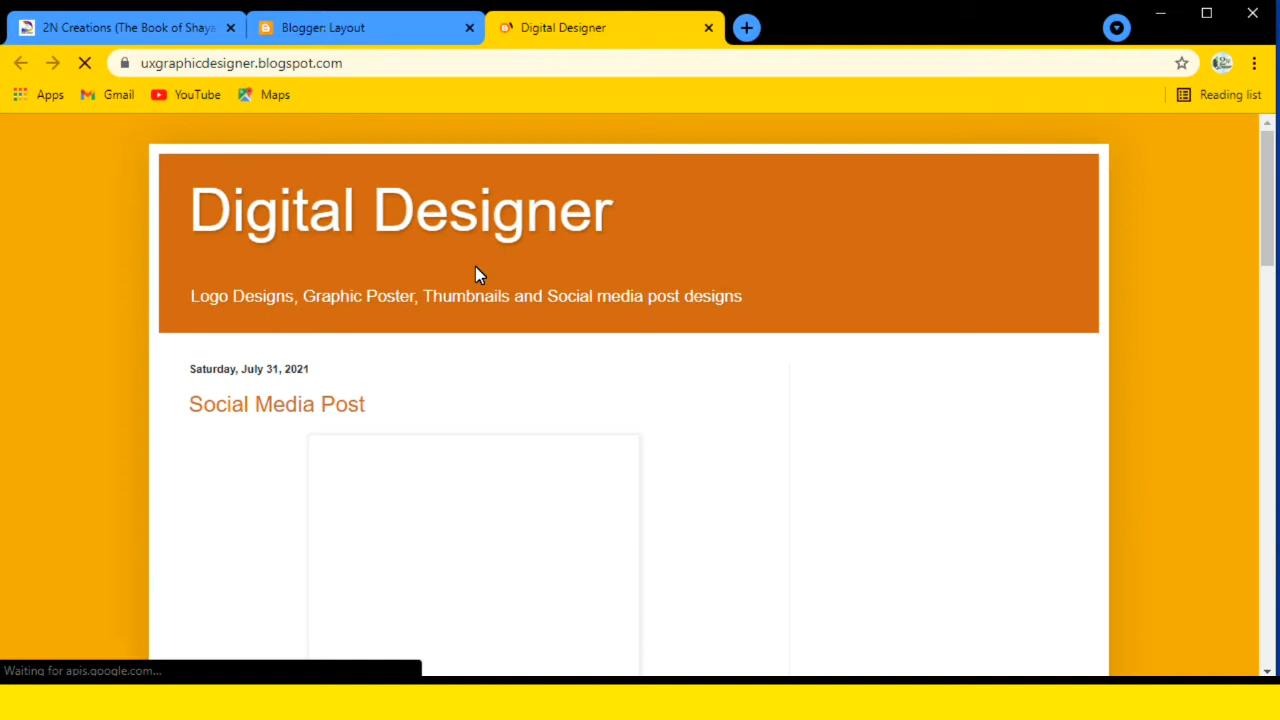 2N Creations (The Book of Shaya
Blogger: Layout
Digital Designer
uxgraphicdesigner.blogspot.com
Apps
Gmail
YouTube
Maps
Reading list
Digital Designer
Logo Designs, Graphic Poster, Thumbnails and Social media post designs
Saturday, July 31, 2021
Social Media Post
Waiting for apis.google.com...